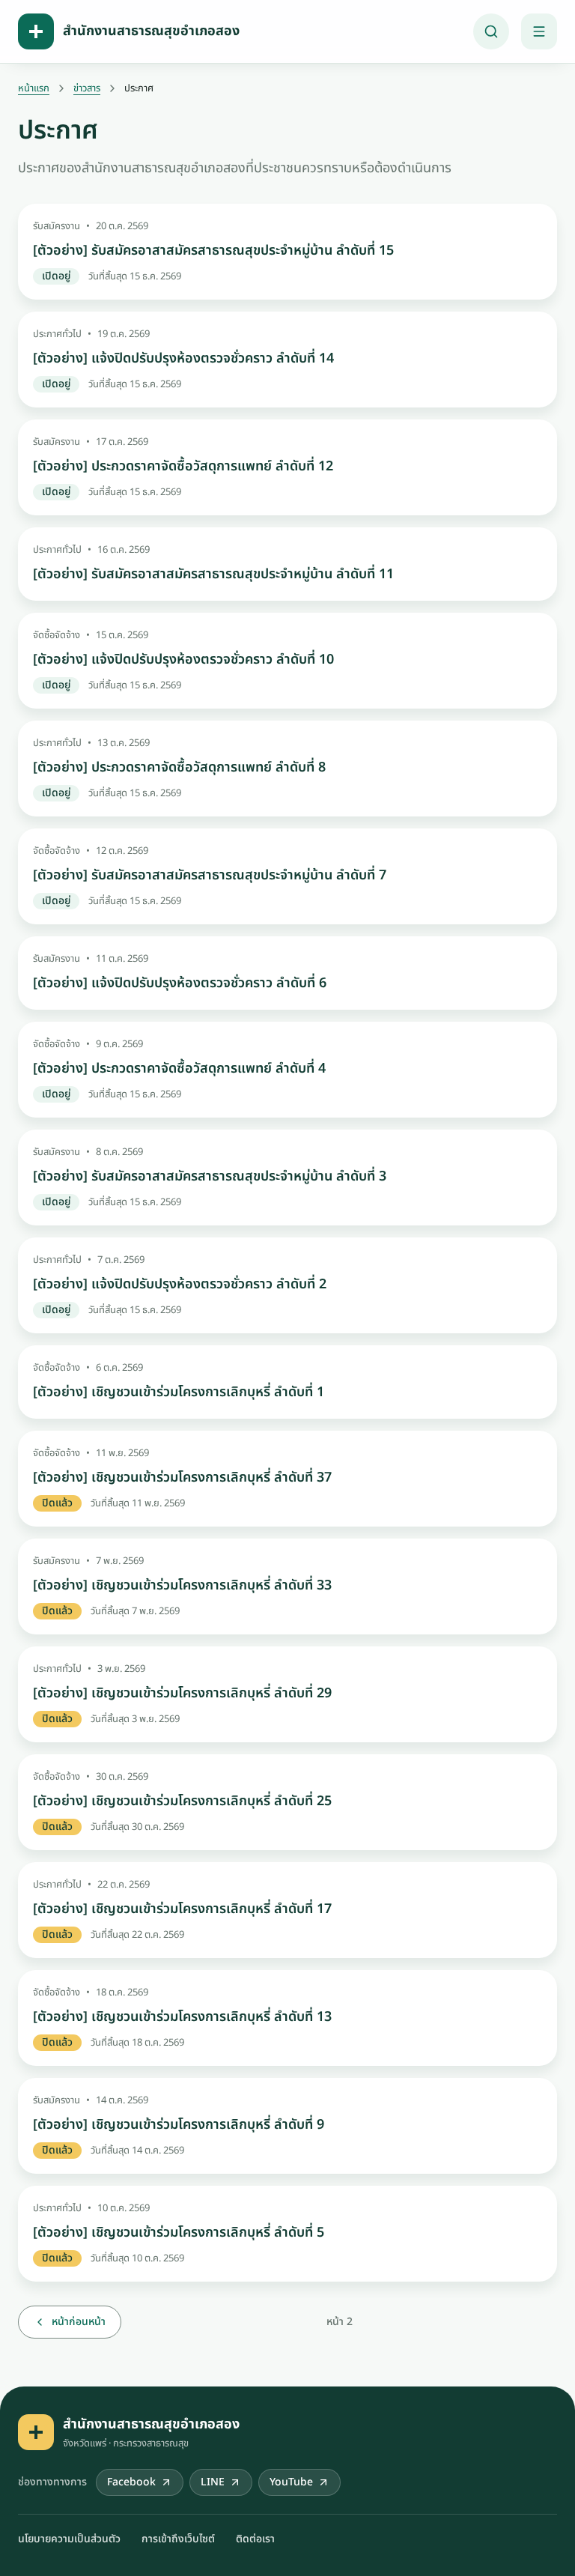 สำนักงานสาธารณสุขอำเภอสอง
หน้าแรก > ข่าวสาร > ประกาศ
ประกาศ
ประกาศของสำนักงานสาธารณสุขอำเภอสองที่ประชาชนควรทราบหรือต้องดำเนินการ
รับสมัครงาน • 20 ต.ค. 2569
[ตัวอย่าง] รับสมัครอาสาสมัครสาธารณสุขประจำหมู่บ้าน ลำดับที่ 15
เปิดอยู่ วันที่สิ้นสุด 15 ธ.ค. 2569
ประกาศทั่วไป • 19 ต.ค. 2569
[ตัวอย่าง] แจ้งปิดปรับปรุงห้องตรวจชั่วคราว ลำดับที่ 14
เปิดอยู่ วันที่สิ้นสุด 15 ธ.ค. 2569
รับสมัครงาน • 17 ต.ค. 2569
[ตัวอย่าง] ประกวดราคาจัดซื้อวัสดุการแพทย์ ลำดับที่ 12
เปิดอยู่ วันที่สิ้นสุด 15 ธ.ค. 2569
ประกาศทั่วไป • 16 ต.ค. 2569
[ตัวอย่าง] รับสมัครอาสาสมัครสาธารณสุขประจำหมู่บ้าน ลำดับที่ 11
จัดซื้อจัดจ้าง • 15 ต.ค. 2569
[ตัวอย่าง] แจ้งปิดปรับปรุงห้องตรวจชั่วคราว ลำดับที่ 10
เปิดอยู่ วันที่สิ้นสุด 15 ธ.ค. 2569
ประกาศทั่วไป • 13 ต.ค. 2569
[ตัวอย่าง] ประกวดราคาจัดซื้อวัสดุการแพทย์ ลำดับที่ 8
เปิดอยู่ วันที่สิ้นสุด 15 ธ.ค. 2569
จัดซื้อจัดจ้าง • 12 ต.ค. 2569
[ตัวอย่าง] รับสมัครอาสาสมัครสาธารณสุขประจำหมู่บ้าน ลำดับที่ 7
เปิดอยู่ วันที่สิ้นสุด 15 ธ.ค. 2569
รับสมัครงาน • 11 ต.ค. 2569
[ตัวอย่าง] แจ้งปิดปรับปรุงห้องตรวจชั่วคราว ลำดับที่ 6
จัดซื้อจัดจ้าง • 9 ต.ค. 2569
[ตัวอย่าง] ประกวดราคาจัดซื้อวัสดุการแพทย์ ลำดับที่ 4
เปิดอยู่ วันที่สิ้นสุด 15 ธ.ค. 2569
รับสมัครงาน • 8 ต.ค. 2569
[ตัวอย่าง] รับสมัครอาสาสมัครสาธารณสุขประจำหมู่บ้าน ลำดับที่ 3
เปิดอยู่ วันที่สิ้นสุด 15 ธ.ค. 2569
ประกาศทั่วไป • 7 ต.ค. 2569
[ตัวอย่าง] แจ้งปิดปรับปรุงห้องตรวจชั่วคราว ลำดับที่ 2
เปิดอยู่ วันที่สิ้นสุด 15 ธ.ค. 2569
จัดซื้อจัดจ้าง • 6 ต.ค. 2569
[ตัวอย่าง] เชิญชวนเข้าร่วมโครงการเลิกบุหรี่ ลำดับที่ 1
จัดซื้อจัดจ้าง • 11 พ.ย. 2569
[ตัวอย่าง] เชิญชวนเข้าร่วมโครงการเลิกบุหรี่ ลำดับที่ 37
ปิดแล้ว วันที่สิ้นสุด 11 พ.ย. 2569
รับสมัครงาน • 7 พ.ย. 2569
[ตัวอย่าง] เชิญชวนเข้าร่วมโครงการเลิกบุหรี่ ลำดับที่ 33
ปิดแล้ว วันที่สิ้นสุด 7 พ.ย. 2569
ประกาศทั่วไป • 3 พ.ย. 2569
[ตัวอย่าง] เชิญชวนเข้าร่วมโครงการเลิกบุหรี่ ลำดับที่ 29
ปิดแล้ว วันที่สิ้นสุด 3 พ.ย. 2569
จัดซื้อจัดจ้าง • 30 ต.ค. 2569
[ตัวอย่าง] เชิญชวนเข้าร่วมโครงการเลิกบุหรี่ ลำดับที่ 25
ปิดแล้ว วันที่สิ้นสุด 30 ต.ค. 2569
ประกาศทั่วไป • 22 ต.ค. 2569
[ตัวอย่าง] เชิญชวนเข้าร่วมโครงการเลิกบุหรี่ ลำดับที่ 17
ปิดแล้ว วันที่สิ้นสุด 22 ต.ค. 2569
จัดซื้อจัดจ้าง • 18 ต.ค. 2569
[ตัวอย่าง] เชิญชวนเข้าร่วมโครงการเลิกบุหรี่ ลำดับที่ 13
ปิดแล้ว วันที่สิ้นสุด 18 ต.ค. 2569
รับสมัครงาน • 14 ต.ค. 2569
[ตัวอย่าง] เชิญชวนเข้าร่วมโครงการเลิกบุหรี่ ลำดับที่ 9
ปิดแล้ว วันที่สิ้นสุด 14 ต.ค. 2569
ประกาศทั่วไป • 10 ต.ค. 2569
[ตัวอย่าง] เชิญชวนเข้าร่วมโครงการเลิกบุหรี่ ลำดับที่ 5
ปิดแล้ว วันที่สิ้นสุด 10 ต.ค. 2569
หน้าก่อนหน้า หน้า 2
สำนักงานสาธารณสุขอำเภอสอง
จังหวัดแพร่ · กระทรวงสาธารณสุข
ช่องทางทางการ Facebook LINE YouTube
นโยบายความเป็นส่วนตัว การเข้าถึงเว็บไซต์ ติดต่อเรา